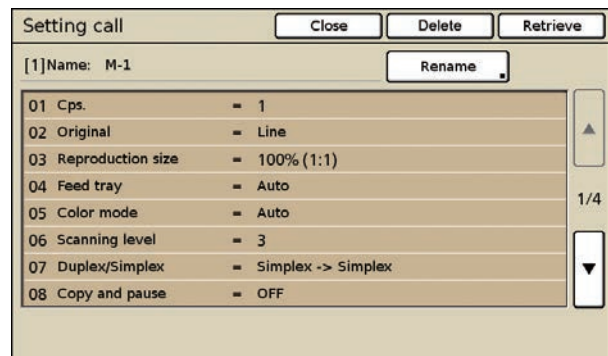 Setting call Close Delete Retrieve
[1]Name: M-1 Rename
01 Cps. = 1
02 Original = Line
03 Reproduction size = 100% (1:1)
04 Feed tray = Auto
05 Color mode = Auto
06 Scanning level = 3
07 Duplex/Simplex = Simplex -> Simplex
08 Copy and pause = OFF
1/4